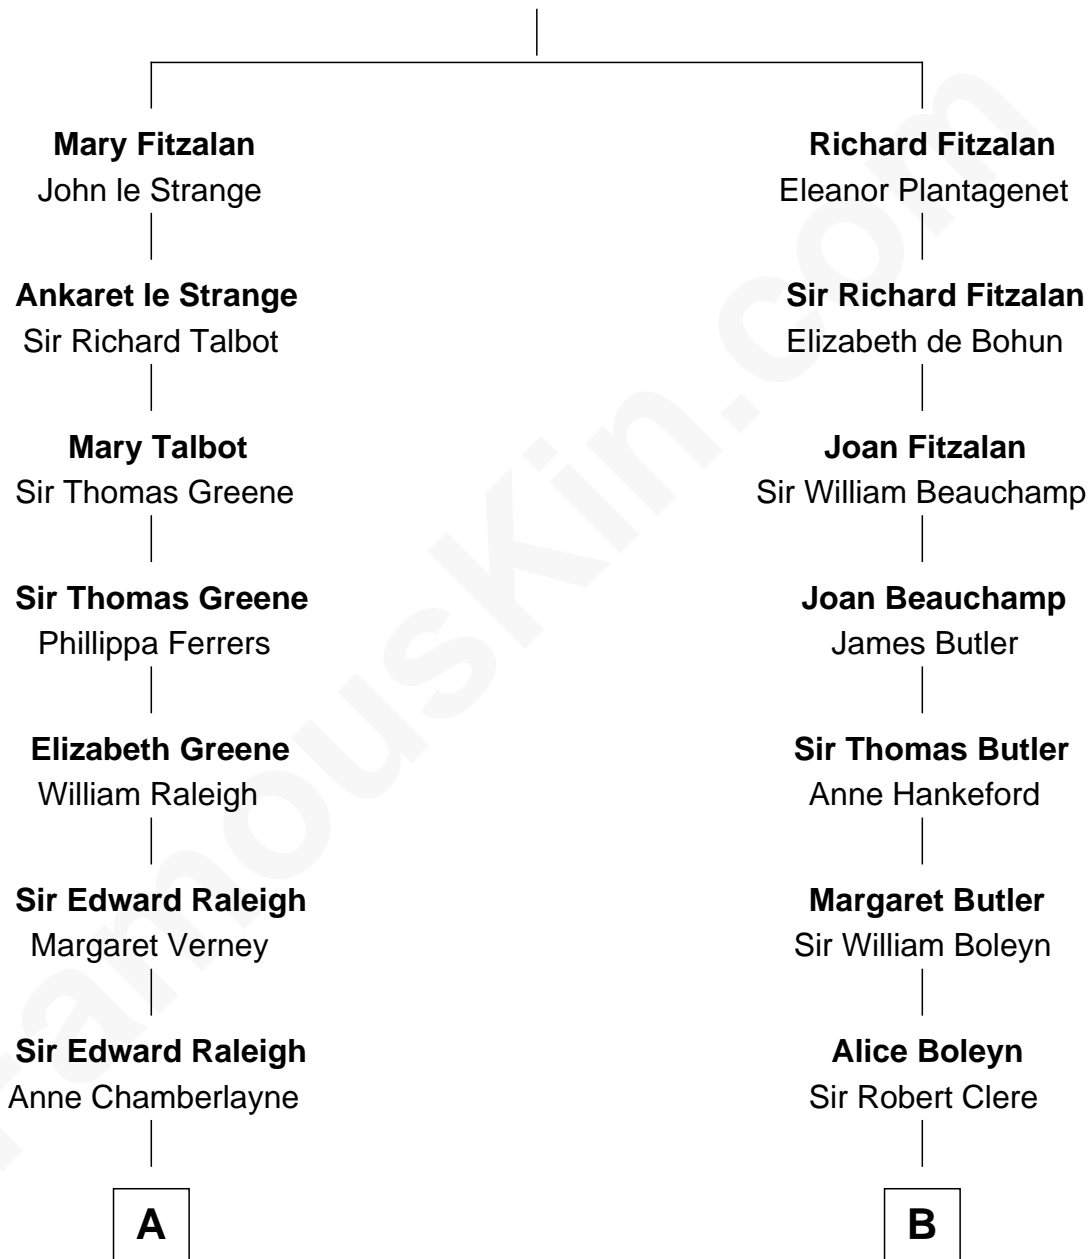 Mary Fitzalan
John le Strange
Ankaret le Strange
Sir Richard Talbot
Mary Talbot
Sir Thomas Greene
Sir Thomas Greene
Phillippa Ferrers
Elizabeth Greene
William Raleigh
Sir Edward Raleigh
Margaret Verney
Sir Edward Raleigh
Anne Chamberlayne
A
Richard Fitzalan
Eleanor Plantagenet
Sir Richard Fitzalan
Elizabeth de Bohun
Joan Fitzalan
Sir William Beauchamp
Joan Beauchamp
James Butler
Sir Thomas Butler
Anne Hankeford
Margaret Butler
Sir William Boleyn
Alice Boleyn
Sir Robert Clere
B
FamousKin.com